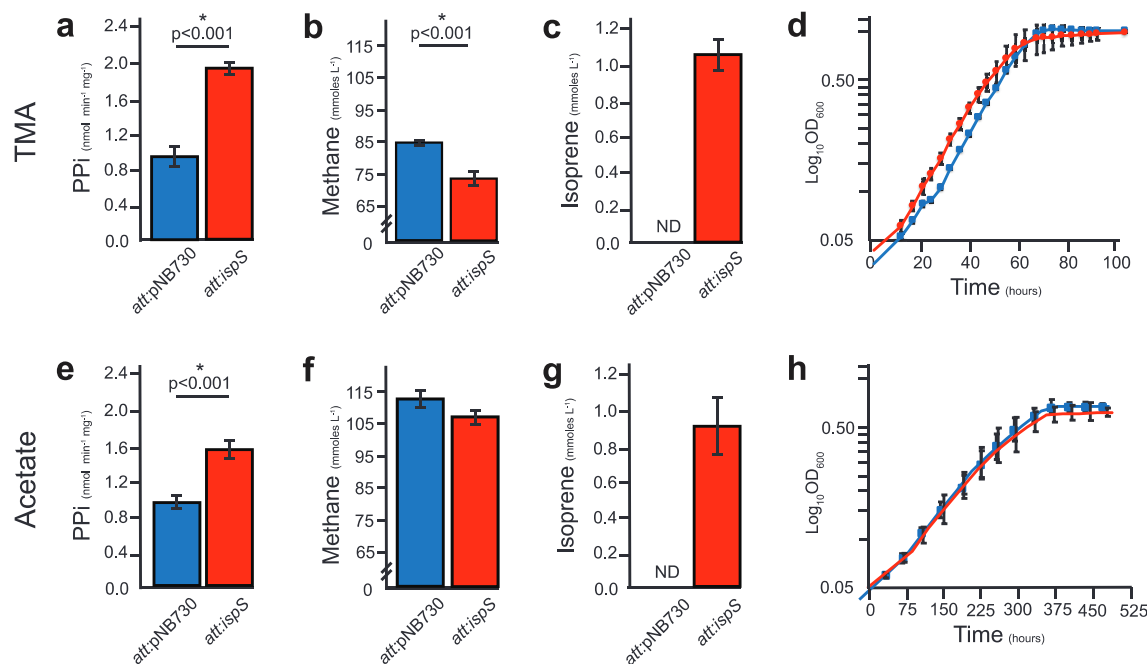 a
PPi (nmol min⁻¹ mg⁻¹)
2.4
2.0
1.6
1.2
0.8
0.4
0.0
*
p<0.001
att:pNB730
att:ispS
b
Methane (mmoles L⁻¹)
115
105
95
85
75
65
0
*
p<0.001
att:pNB730
att:ispS
c
Isoprene (mmoles L⁻¹)
1.2
1.0
0.8
0.6
0.4
0.2
0.0
ND
att:pNB730
att:ispS
d
Log₁₀OD₆₀₀
0.50
0.05
0 20 40 60 80 100
Time (hours)
TMA
e
PPi (nmol min⁻¹ mg⁻¹)
2.4
2.0
1.6
1.2
0.8
0.4
0.0
*
p<0.001
att:pNB730
att:ispS
f
Methane (mmoles L⁻¹)
115
105
95
85
75
65
0
att:pNB730
att:ispS
g
Isoprene (mmoles L⁻¹)
1.2
1.0
0.8
0.6
0.4
0.2
0.0
ND
att:pNB730
att:ispS
h
Log₁₀OD₆₀₀
0.50
0.05
0 75 150 225 300 375 450 525
Time (hours)
Acetate